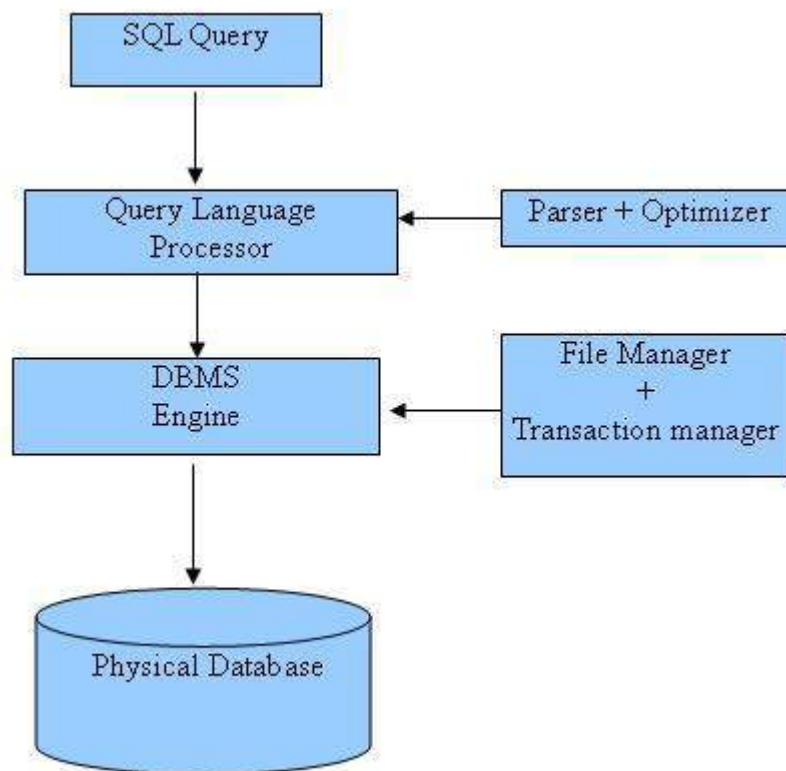 SQL Query
Query Language
Processor
Parser + Optimizer
DBMS
Engine
File Manager
+
Transaction manager
Physical Database